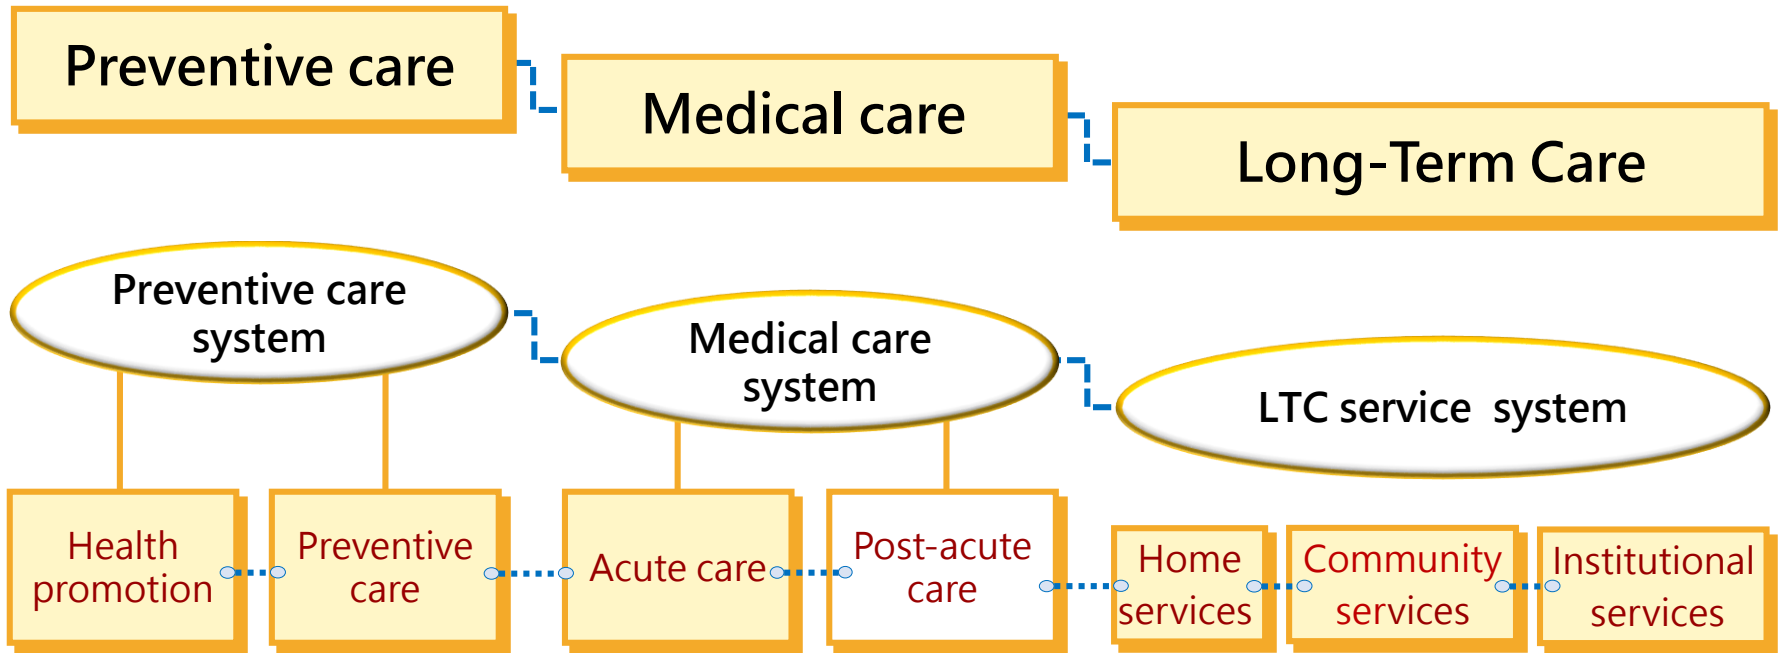 Preventive care
Medical care
Long-Term Care
Preventive care
system
Medical care
system
LTC service system
Health
promotion
Preventive
care
Acute care
Post-acute
care
Home
services
Community
services
Institutional
services